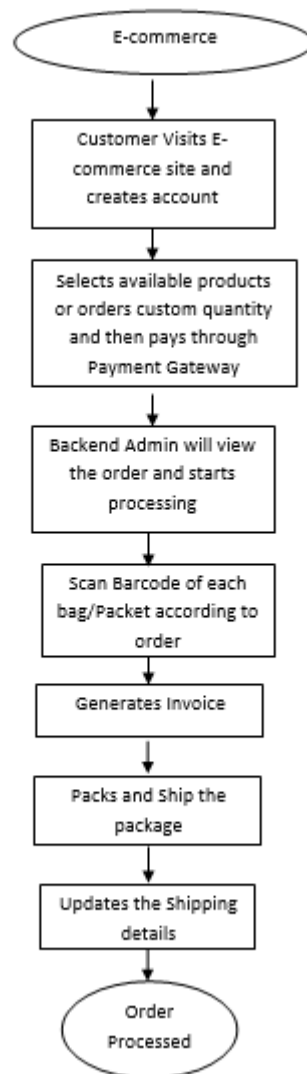 E-commerce
Customer Visits E-
commerce site and
creates account
Selects available products
or orders custom quantity
and then pays through
Payment Gateway
Backend Admin will view
the order and starts
processing
Scan Barcode of each
bag/Packet according to
order
Generates Invoice
Packs and Ship the
package
Updates the Shipping
details
Order
Processed